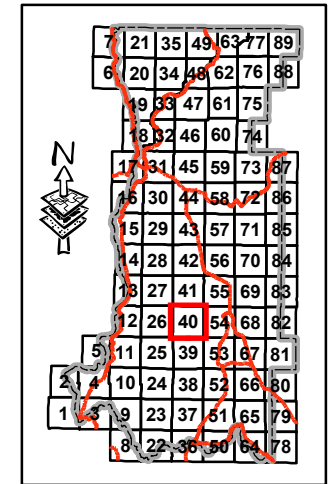 7 21 35 49 63 77 89
6 20 34 48 62 76 88
19 33 47 61 75
18 32 46 60 74
N
17 31 45 59 73 87
16 30 44 58 72 86
15 29 43 57 71 85
14 28 42 56 70 84
13 27 41 55 69 83
12 26 40 54 68 82
5 11 25 39 53 67 81
2 4 10 24 38 52 66 80
1 3 9 23 37 51 65 79
8 22 36 50 64 78